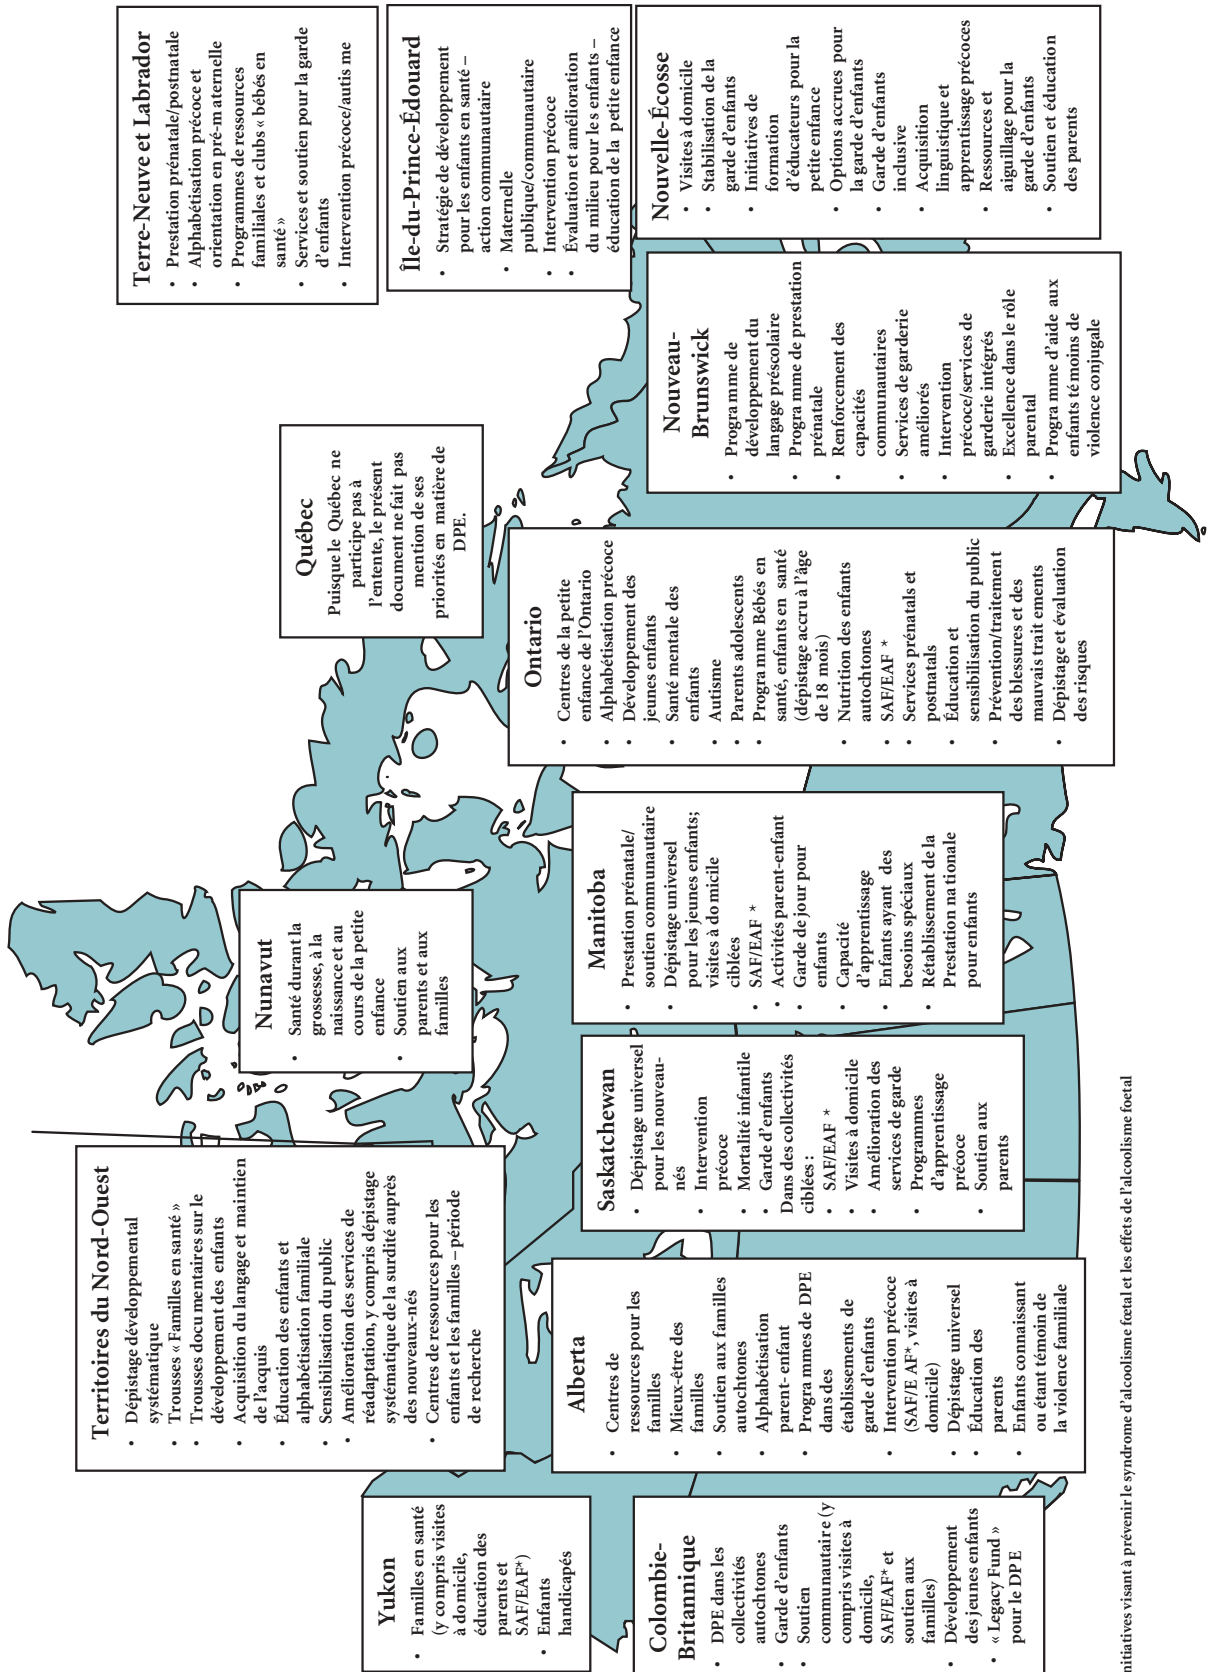 Yukon
• Familles en santé
(y compris visites
à domicile,
éducation des
parents et
SAF/EAF*)
• Enfants
handicapés
Colombie-
Britannique
• DPE dans les
collectivités
autochtones
• Garde d'enfants
• Soutien
communautaire (y
compris visites à
domicile,
SAF/EAF* et
soutien aux
familles)
• Développement
des jeunes enfants
• « Legacy Fund »
pour le DPE
Territoires du Nord-Ouest
• Dépistage développemental
systématique
• Trousses « Familles en santé »
• Trousses documentaires sur le
développement des enfants
• Acquisition du langage et maintien
de l'acquis
• Éducation des enfants et
alphabétisation familiale
• Sensibilisation du public
• Amélioration des services de
réadaptation, y compris dépistage
systématique de la surdité auprès
des nouveaux-nés
• Centres de ressources pour les
enfants et les familles – période
de recherche
Alberta
• Centres de
ressources pour les
familles
• Mieux-être des
familles
• Soutien aux familles
autochtones
• Alphabétisation
parent- enfant
• Progra mmes de DPE
dans des
établissements de
garde d'enfants
• Intervention précoce
(SAF/E AF*, visites à
domicile)
• Dépistage universel
• Éducation des
parents
• Enfants connaissant
ou étant témoin de
la violence familiale
Nunavut
• Santé durant la
grossesse, à la
naissance et au
cours de la petite
enfance
• Soutien aux
parents et aux
familles
Saskatchewan
• Dépistage universel
pour les nouveau-
nés
• Intervention
précoce
• Mortalité infantile
• Garde d'enfants
Dans des collectivités
ciblées :
• SAF/EAF *
• Visites à domicile
• Amélioration des
services de garde
• Programmes
d'apprentissage
précoce
• Soutien aux
parents
Manitoba
• Prestation prénatale/
soutien communautaire
• Dépistage universel
pour les jeunes enfants;
visites à do micile
ciblées
• SAF/EAF *
• Activités parent-enfant
• Garde de jour pour
enfants
• Capacité
d'apprentissage
• Enfants ayant des
besoins spéciaux
• Rétablissement de la
Prestation na tionale
pour enfants
Québec
Puisque le Québec ne
participe pas à
l'entente, le présent
document ne fait pas
mention de ses
priorités en matière de
DPE.
Ontario
• Centres de la petite
enfance de l'Ontario
• Alphabétisation précoce
• Développement des
jeunes enfants
• Santé mentale des
enfants
• Autisme
• Parents adolescents
• Progra mme Bébés en
santé, enfants en santé
(dépistage accru à l'âge
de 18 mois)
• Nutrition des enfants
autochtones
• SAF/EAF *
• Services prénatals et
postnatals
• Éducation et
sensibilisation du public
• Prévention/traitement
des blessures et des
mauvais trait ements
• Dépistage et évaluation
des risques
Terre-Neuve et Labrador
• Prestation prénatale/postnatale
• Alphabétisation précoce et
orientation en pré-m aternelle
• Programmes de ressources
familiales et clubs « bébés en
santé »
• Services et soutien pour la garde
d'enfants
• Intervention précoce/autis me
Île-du-Prince-Édouard
• Stratégie de développement
pour les enfants en santé –
action communautaire
• Maternelle
publique/communautaire
• Intervention précoce
• Évaluation et amélioration
du milieu pour les enfants –
éducation de la petite enfance
Nouveau-
Brunswick
• Progra mme de
développement du
langage préscolaire
• Progra mme de prestation
prénatale
• Renforcement des
capacités
communautaires
• Services de garderie
améliorés
• Intervention
précoce/services de
garderie intégrés
• Excellence dans le rôle
parental
• Progra mme d'aide aux
enfants té moins de
violence conjugale
Nouvelle-Écosse
• Visites à domicile
• Stabilisation de la
garde d'enfants
• Initiatives de
formation
d'éducateurs pour la
petite enfance
• Options accrues pour
la garde d'enfants
• Garde d'enfants
inclusive
• Acquisition
linguistique et
apprentissage précoces
• Ressources et
aiguillage pour la
garde d'enfants
• Soutien et éducation
des parents
nitiatives visant à prévenir le syndrome d'alcoolisme fœtal et les effets de l'alcoolisme foetal